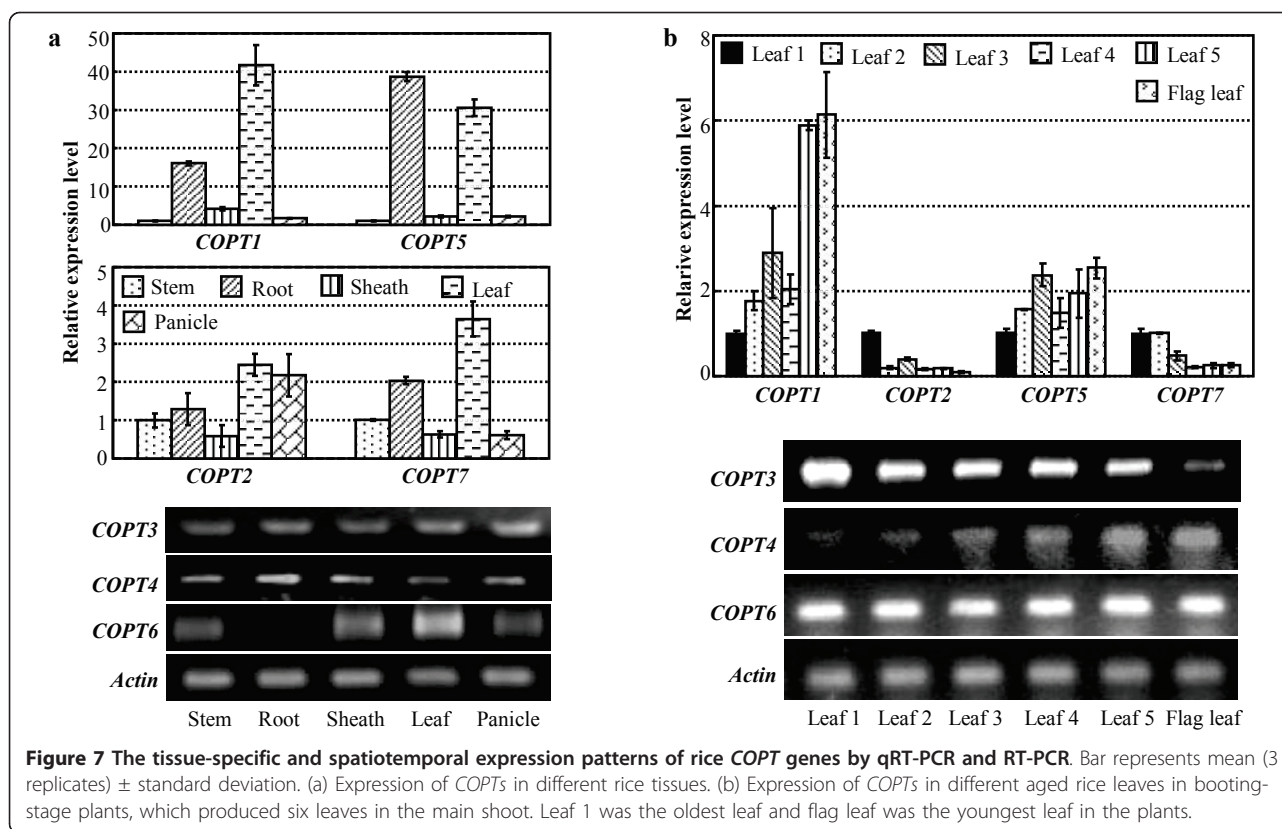 a
50
40
30
20
10
0
COPT1 COPT5
5
4
3
2
1
0
Stem Root Sheath Leaf
Panicle
COPT2 COPT7
Relative expression level
COPT3
COPT4
COPT6
Actin
Stem Root Sheath Leaf Panicle
b
8
6
4
2
0
Leaf 1 Leaf 2 Leaf 3 Leaf 4 Leaf 5
Flag leaf
Relarive expression level
COPT1 COPT2 COPT5 COPT7
COPT3
COPT4
COPT6
Actin
Leaf 1 Leaf 2 Leaf 3 Leaf 4 Leaf 5 Flag leaf
Figure 7 The tissue-specific and spatiotemporal expression patterns of rice COPT genes by qRT-PCR and RT-PCR. Bar represents mean (3
replicates) ± standard deviation. (a) Expression of COPTs in different rice tissues. (b) Expression of COPTs in different aged rice leaves in booting-
stage plants, which produced six leaves in the main shoot. Leaf 1 was the oldest leaf and flag leaf was the youngest leaf in the plants.